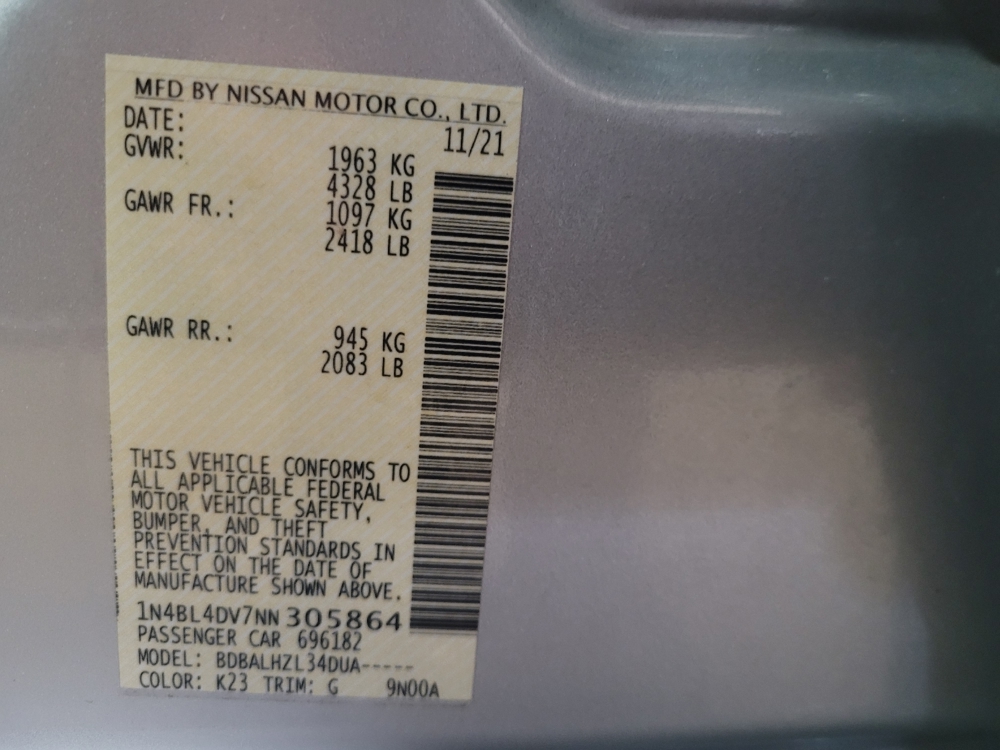 MFD BY NISSAN MOTOR CO., LTD.
DATE: 11/21
GVWR: 1963 KG
4328 LB
GAWR FR.: 1097 KG
2418 LB
GAWR RR.: 945 KG
2083 LB
THIS VEHICLE CONFORMS TO
ALL APPLICABLE FEDERAL
MOTOR VEHICLE SAFETY,
BUMPER, AND THEFT
PREVENTION STANDARDS IN
EFFECT ON THE DATE OF
MANUFACTURE SHOWN ABOVE.
1N4BL4DV7NN305864
PASSENGER CAR 696182
MODEL: BDBALHZL34DUA-----
COLOR: K23 TRIM: G 9N00A